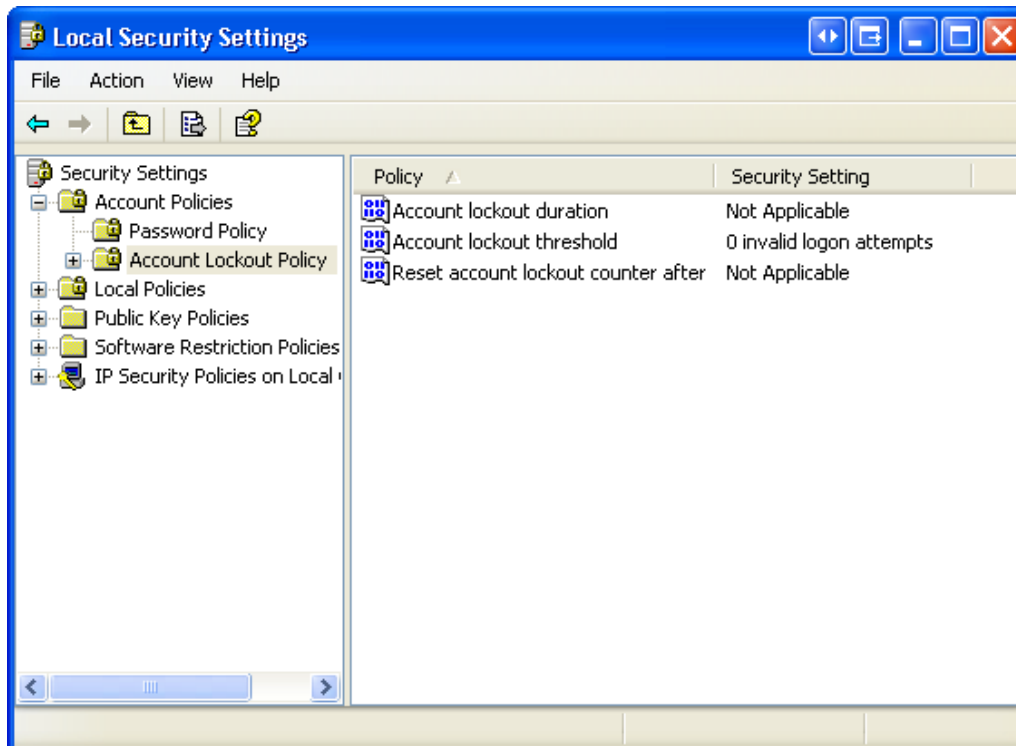 Local Security Settings
File Action View Help
Security Settings
Account Policies
Password Policy
Account Lockout Policy
Local Policies
Public Key Policies
Software Restriction Policies
IP Security Policies on Local
Policy Security Setting
Account lockout duration Not Applicable
Account lockout threshold 0 invalid logon attempts
Reset account lockout counter after Not Applicable